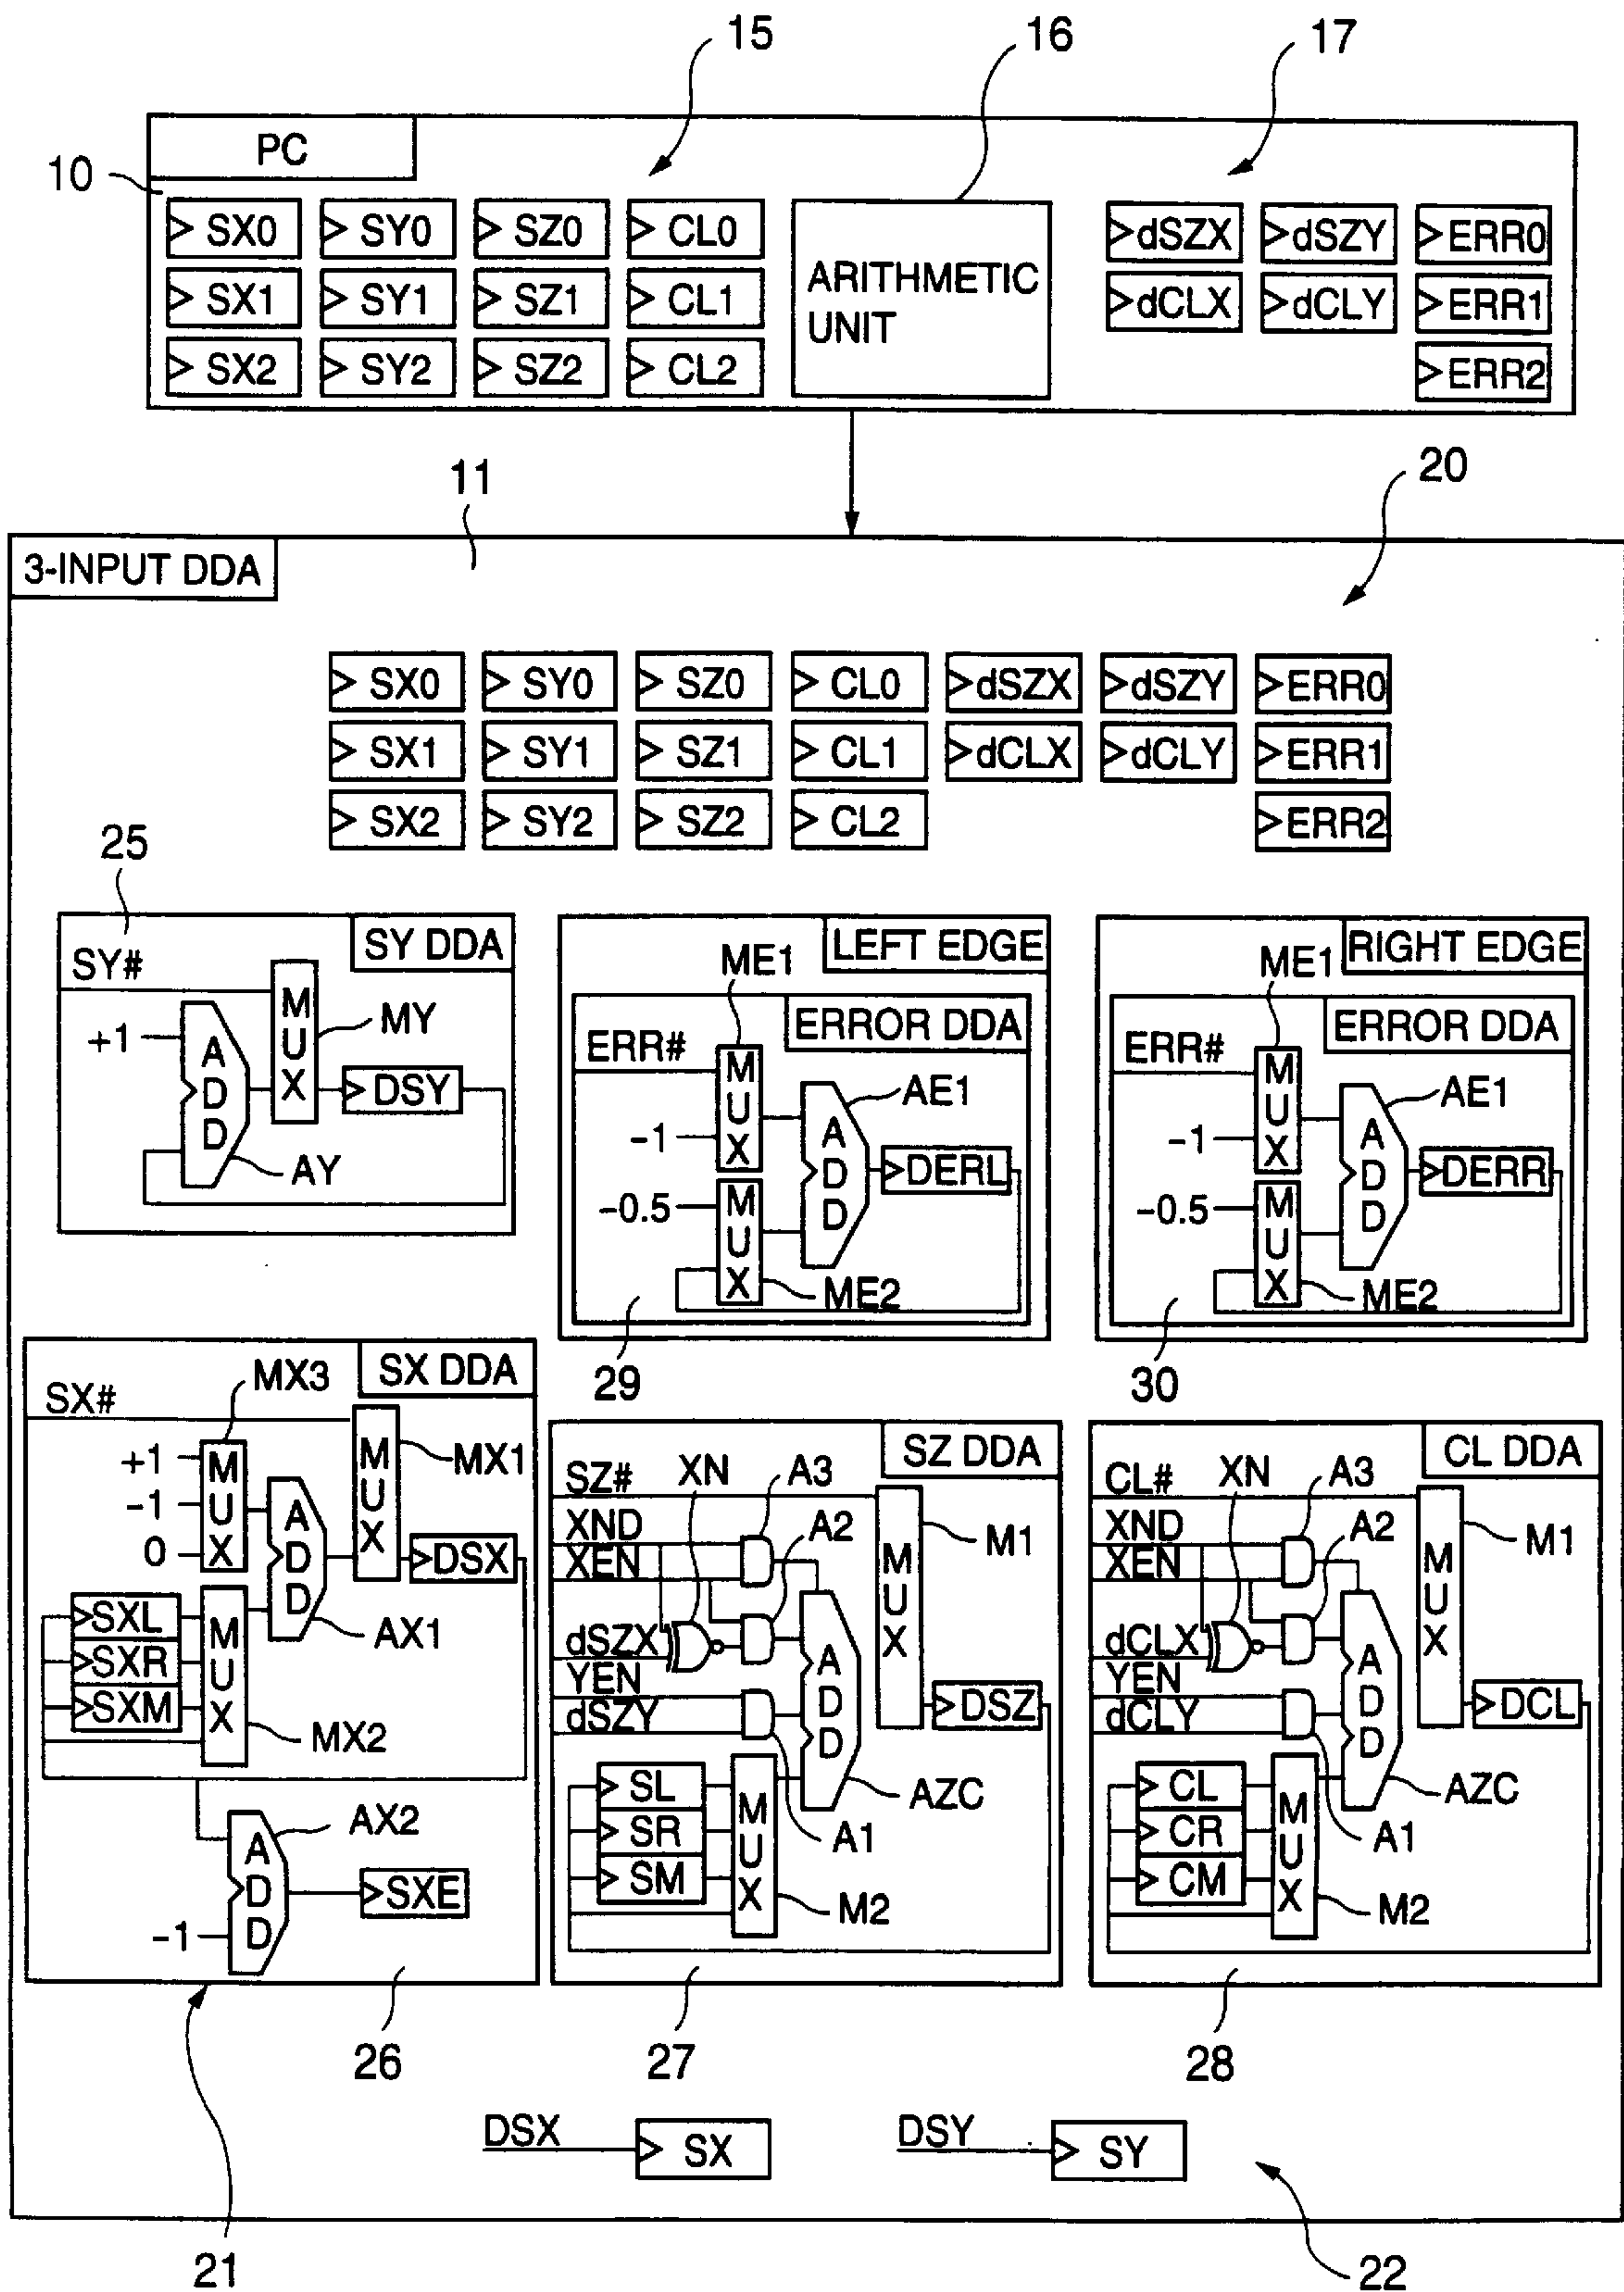 15
16
17
PC
10
SX0 SY0 SZ0 CL0
SX1 SY1 SZ1 CL1
SX2 SY2 SZ2 CL2
ARITHMETIC
UNIT
dSZX dSZY ERR0
dCLX dCLY ERR1
ERR2
11
20
3-INPUT DDA
SX0 SY0 SZ0 CL0 dSZX dSZY ERR0
SX1 SY1 SZ1 CL1 dCLX dCLY ERR1
SX2 SY2 SZ2 CL2 ERR2
25
SY DDA
SY#
MUX
MY
+1
ADD
DSY
AY
LEFT EDGE
ME1
ERROR DDA
ERR#
MUX
AE1
-1
ADD
DERL
-0.5
MUX
ME2
29
RIGHT EDGE
ME1
ERROR DDA
ERR#
MUX
AE1
-1
ADD
DERR
-0.5
MUX
ME2
30
SX DDA
SX#
MX3
MUX
MX1
+1
-1
0
MUX
ADD
DSX
SXL
SXR
SXM
MUX
AX1
MX2
AX2
ADD
SXE
-1
26
21
SZ DDA
SZ#
XN
A3
XND
XEN
A2
MUX
M1
dSZX
YEN
dSZY
ADD
DSZ
SL
SR
SM
MUX
AZC
A1
M2
27
CL DDA
CL#
XN
A3
XND
XEN
A2
MUX
M1
dCLX
YEN
dCLY
ADD
DCL
CL
CR
CM
MUX
AZC
A1
M2
28
DSX
SX
DSY
SY
22